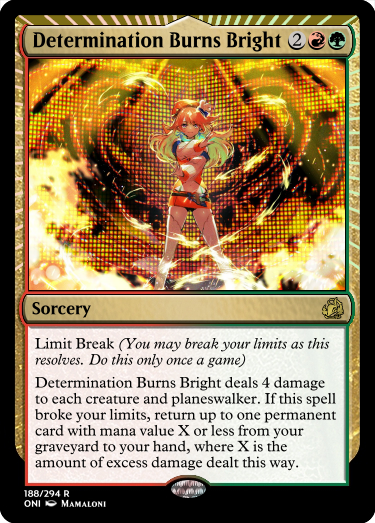 Determination Burns Bright 2
Sorcery
Limit Break (You may break your limits as this
resolves. Do this only once a game)
Determination Burns Bright deals 4 damage
to each creature and planeswalker. If this spell
broke your limits, return up to one permanent
card with mana value X or less from your
graveyard to your hand, where X is the
amount of excess damage dealt this way.
188/294 R
ONI Mamaloni